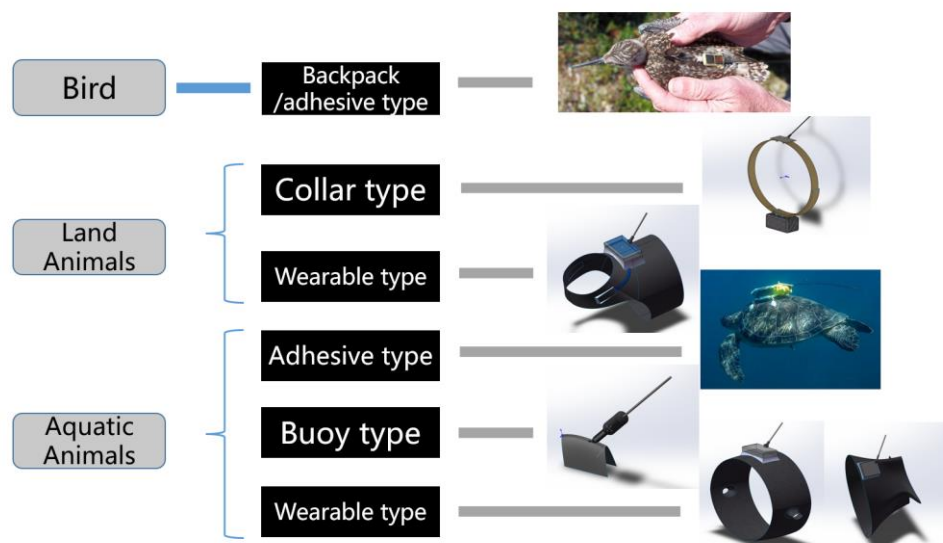 Bird
Backpack
/adhesive type
Collar type
Land
Animals
Wearable type
Adhesive type
Aquatic
Animals
Buoy type
Wearable type